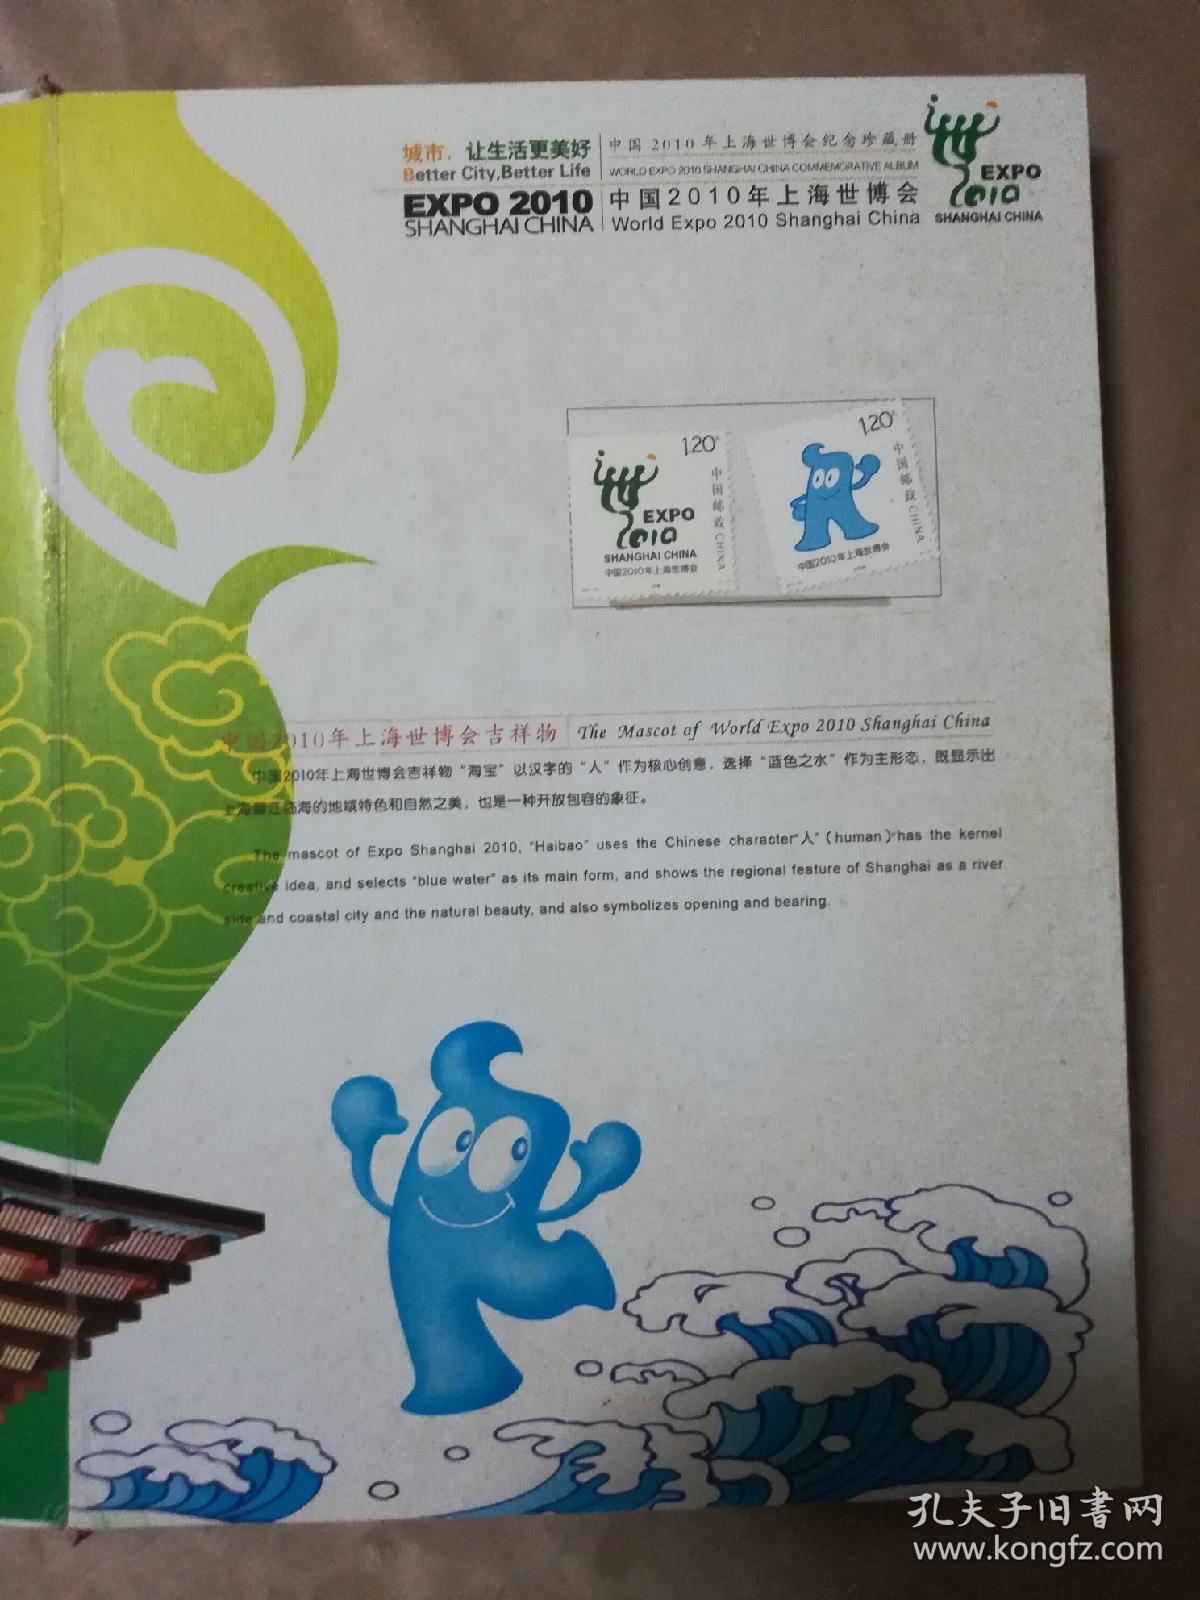 城市，让生活更美好
Better City,Better Life
EXPO 2010
SHANGHAI CHINA
中国2010年上海世博会纪念珍藏册
WORLD EXPO 2010 SHANGHAI CHINA COMMEMORATIVE ALBUM
中国2010年上海世博会
World Expo 2010 Shanghai China
EXPO
2010
SHANGHAI CHINA
1.20元
中国邮政 CHINA
EXPO
2010
SHANGHAI CHINA
中国2010年上海世博会
1.20元
中国邮政 CHINA
中国2010年上海世博会
中国2010年上海世博会吉祥物 The Mascot of World Expo 2010 Shanghai China
中国2010年上海世博会吉祥物“海宝”以汉字的“人”作为核心创意，选择“蓝色之水”作为主形态，既显示出
上海濒江临海的地域特色和自然之美，也是一种开放包容的象征。
The mascot of Expo Shanghai 2010, "Haibao" uses the Chinese character"人"(human)"has the kernel
creative idea, and selects "blue water" as its main form, and shows the regional feature of Shanghai as a river
side and coastal city and the natural beauty, and also symbolizes opening and bearing.
孔夫子旧书网
www.kongfz.com